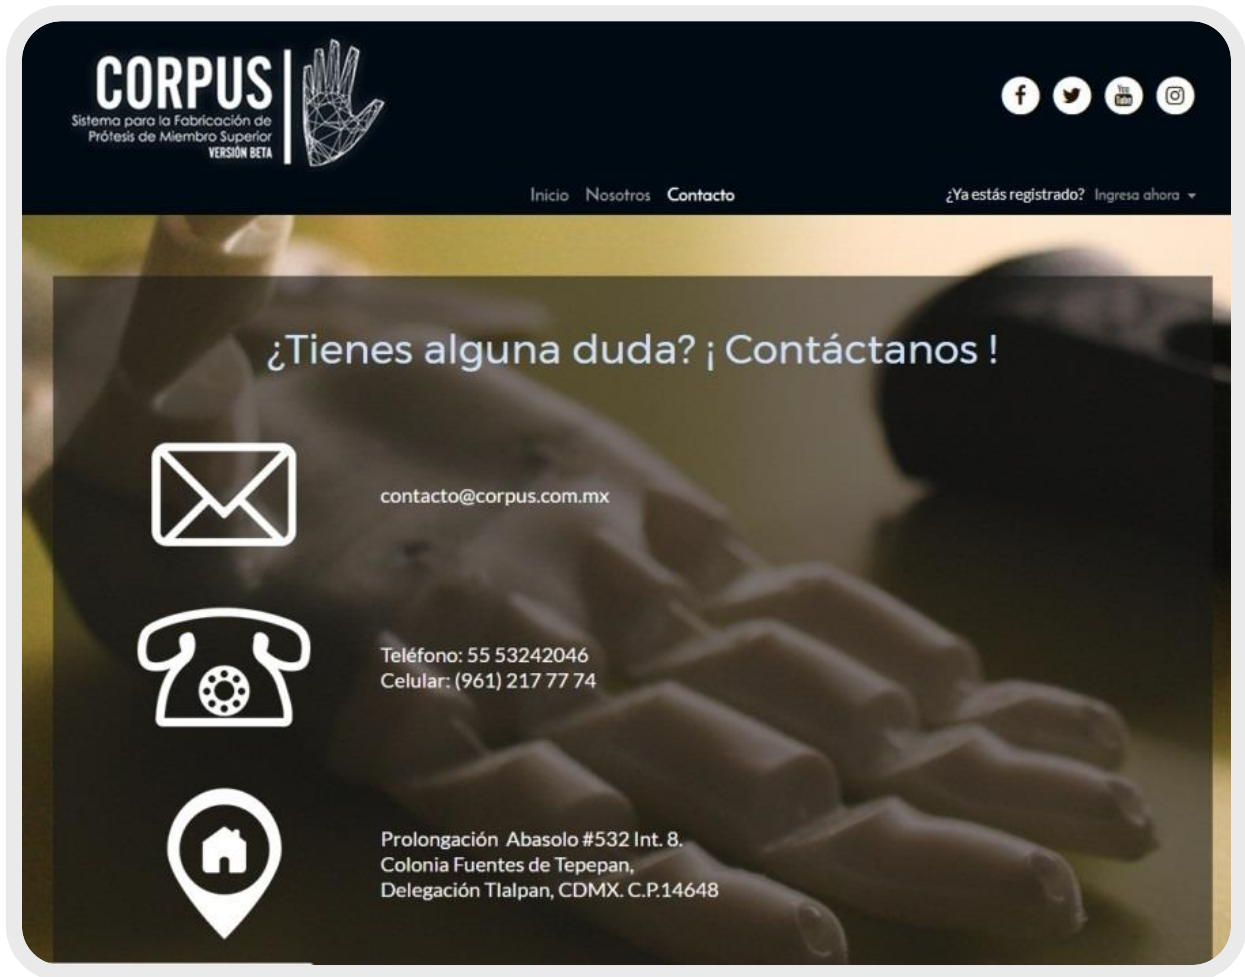 CORPUS
Sistema para la Fabricación de
Prótesis de Miembro Superior
VERSIÓN BETA
You
Tube
Inicio Nosotros Contacto
¿Ya estás registrado? Ingresa ahora
¿Tienes alguna duda? ¡ Contáctanos !
contacto@corpus.com.mx
Teléfono: 55 53242046
Celular: (961) 217 77 74
Prolongación Abasolo #532 Int. 8.
Colonia Fuentes de Tepepan,
Delegación Tlalpan, CDMX. C.P.14648